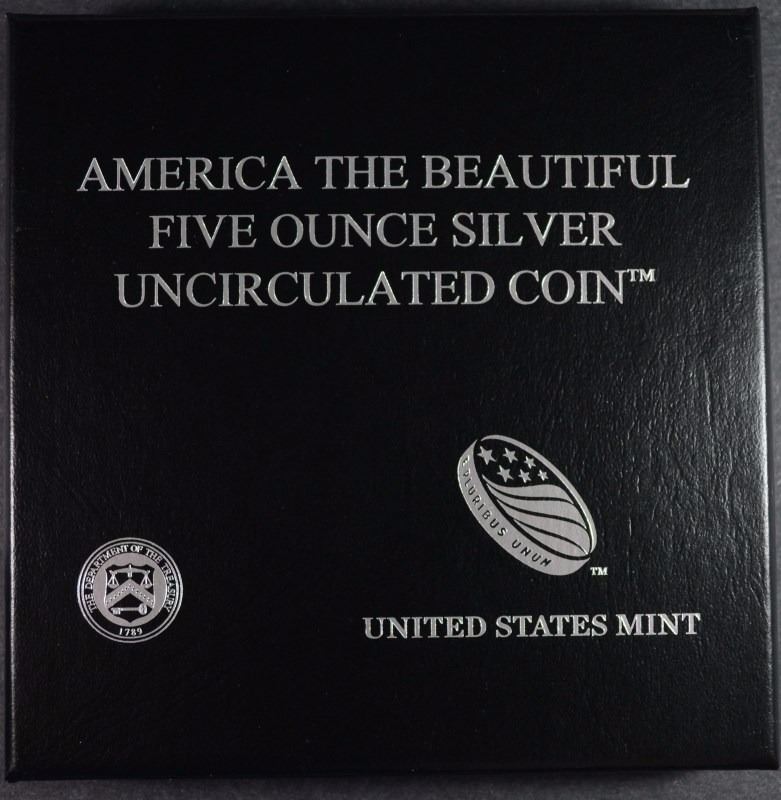 AMERICA THE BEAUTIFUL
FIVE OUNCE SILVER
UNCIRCULATED COIN™
E PLURIBUS UNUM
TM
THE DEPARTMENT OF THE TREASURY
1789
UNITED STATES MINT